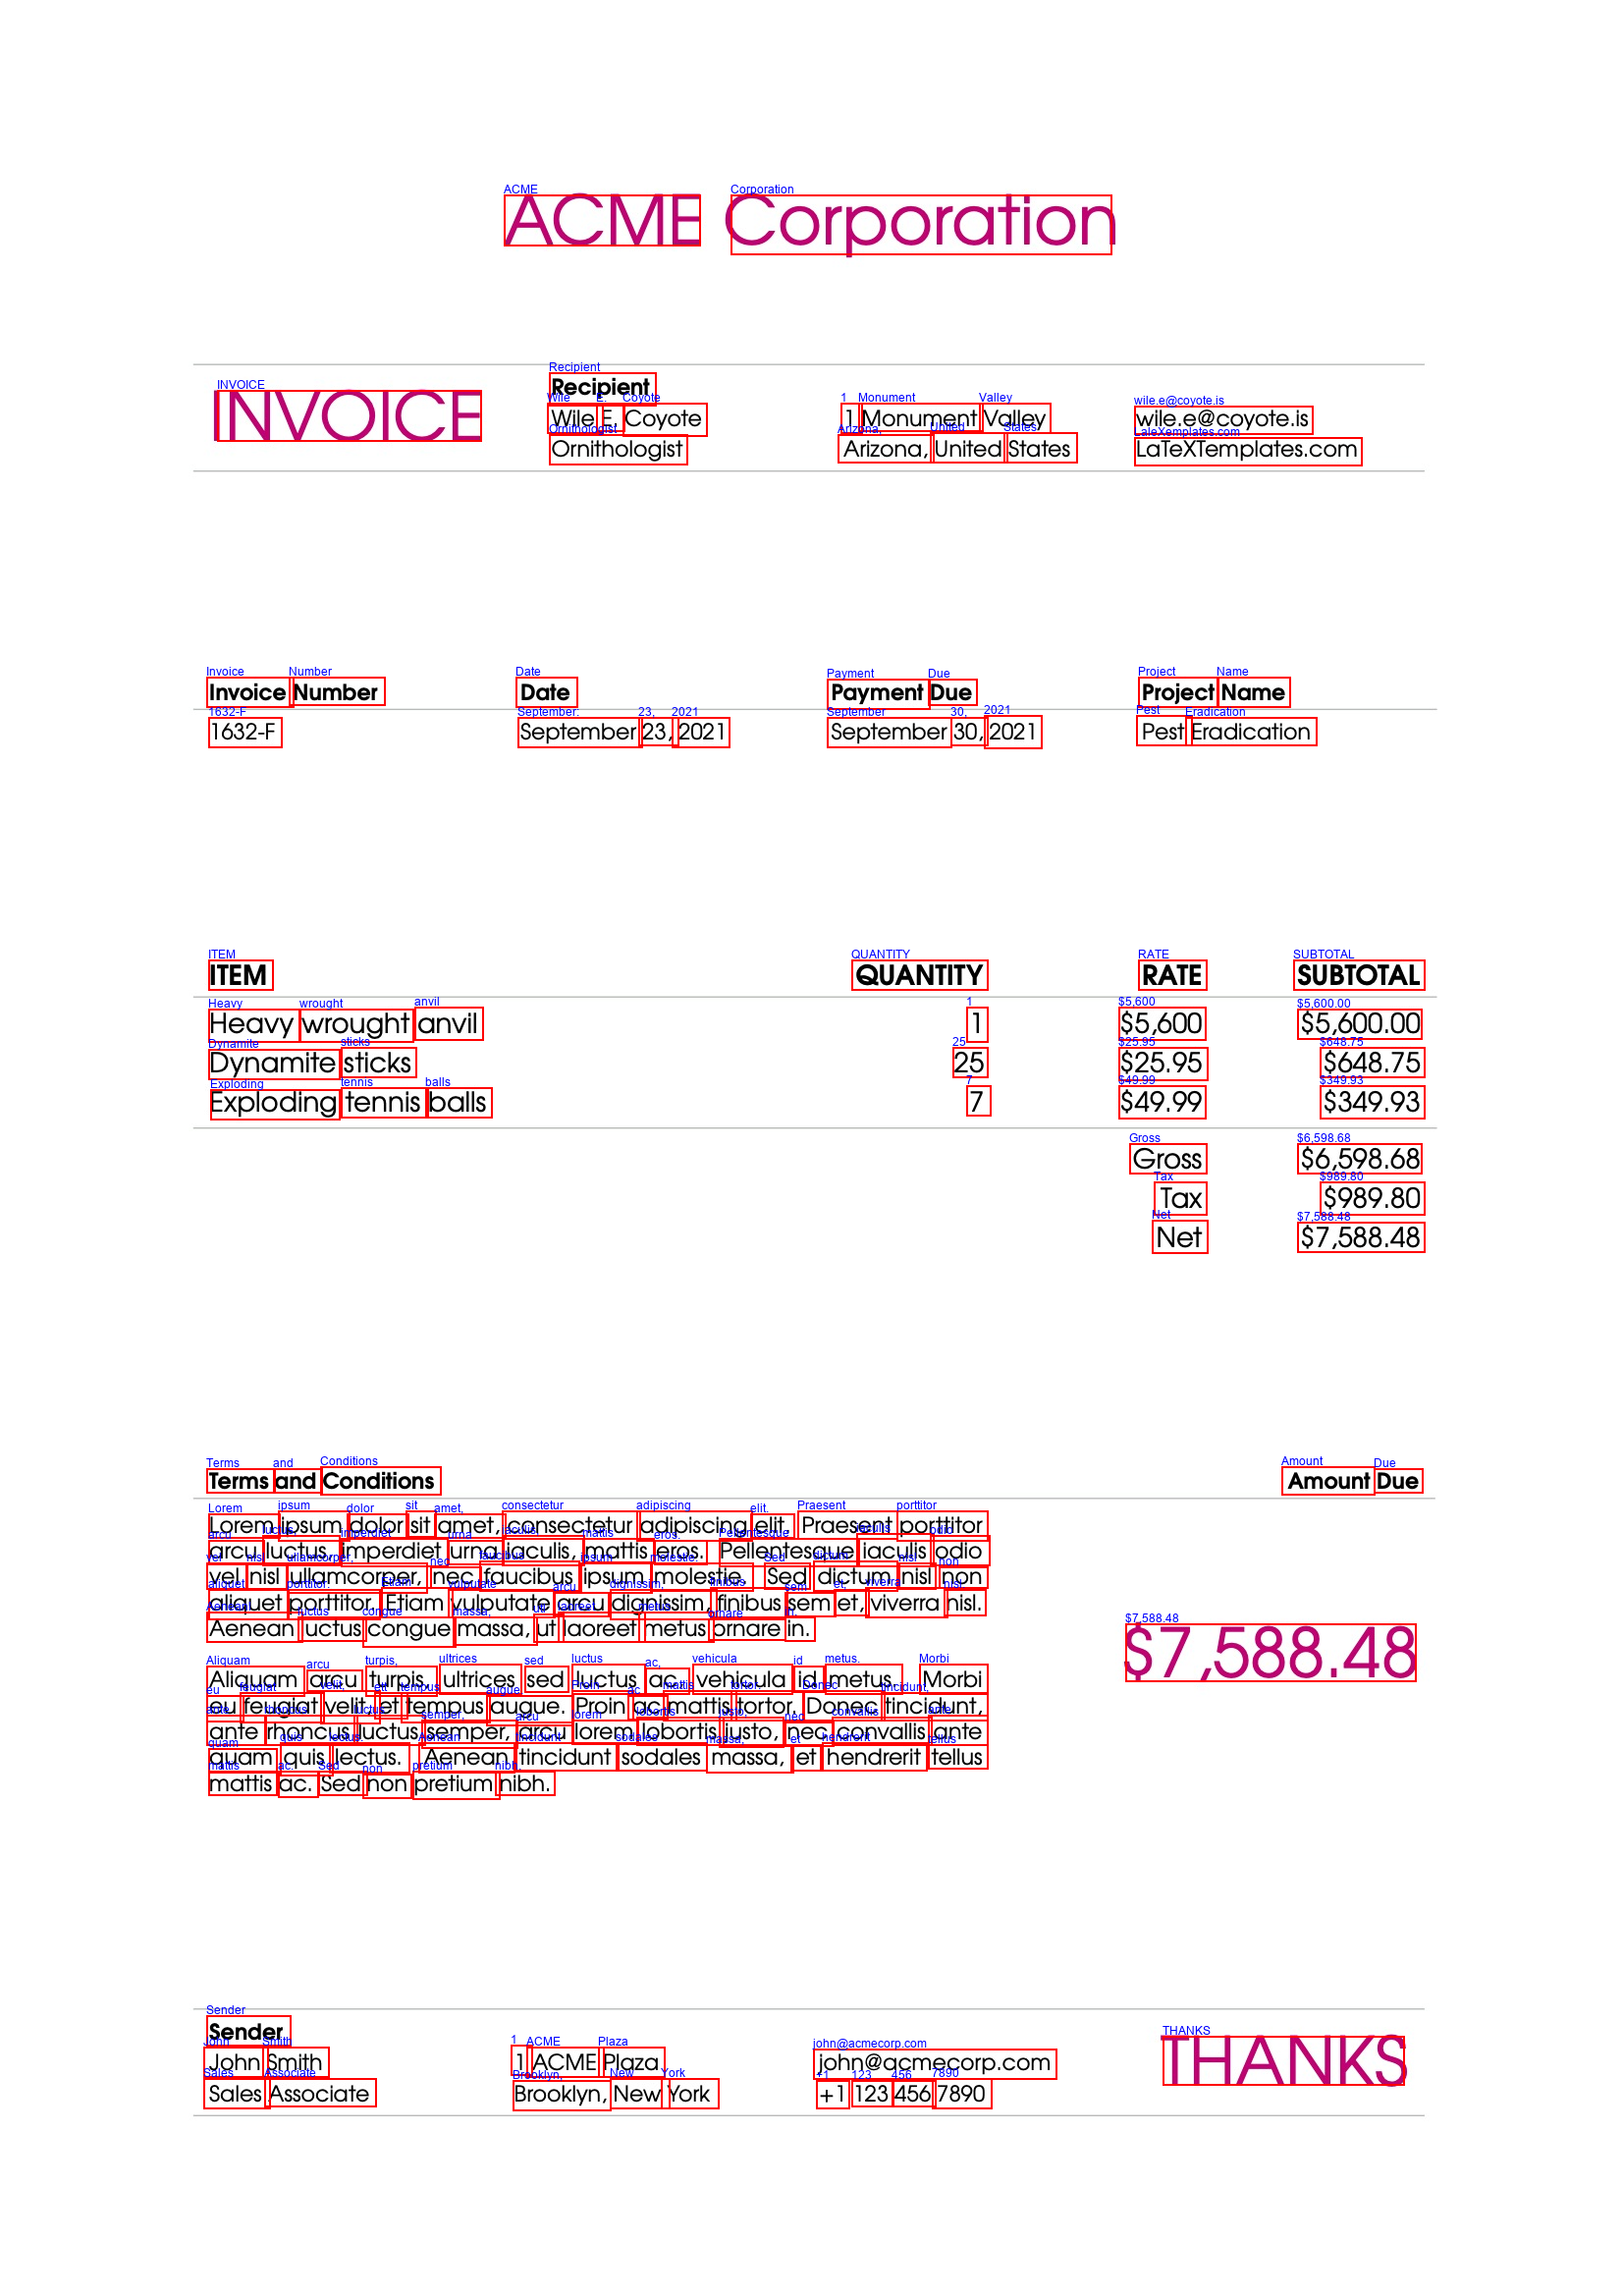 ACME Corporation
INVOICE
Recipient
Wile E. Coyote
Ornithologist
1 Monument Valley
Arizona, United States
wile.e@coyote.is
LaTeXTemplates.com
Invoice Number Date Payment Due Project Name
1632-F September 23, 2021 September 30, 2021 Pest Eradication
ITEM QUANTITY RATE SUBTOTAL
Heavy wrought anvil 1 $5,600 $5,600.00
Dynamite sticks 25 $25.95 $648.75
Exploding tennis balls 7 $49.99 $349.93
Gross $6,598.68
Tax $989.80
Net $7,588.48
Terms and Conditions
Lorem ipsum dolor sit amet, consectetur adipiscing elit. Praesent porttitor
arcu luctus, imperdiet urna iaculis, mattis eros. Pellentesque iaculis odio
vel nisl ullamcorper, nec faucibus ipsum molestie. Sed dictum nisl non
aliquet porttitor. Etiam vulputate arcu dignissim, finibus sem et, viverra nisl.
Aenean luctus congue massa, ut laoreet metus ornare in.
Aliquam arcu turpis, ultrices sed luctus ac, vehicula id metus. Morbi
eu feugiat velit, et tempus augue. Proin ac mattis tortor. Donec tincidunt,
ante rhoncus luctus semper, arcu lorem lobortis justo, nec convallis ante
quam quis lectus. Aenean tincidunt sodales massa, et hendrerit tellus
mattis ac. Sed non pretium nibh.
Amount Due
$7,588.48
Sender
John Smith
Sales Associate
1 ACME Plaza
Brooklyn, New York
john@acmecorp.com
+1 123 456 7890
THANKS